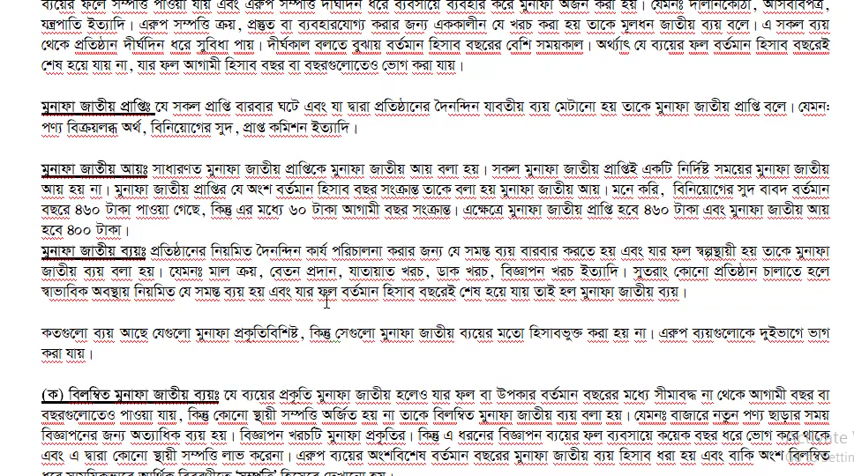 ব্যয়ের ফলে সম্পত্তি পাওয়া যায় এবং এরূপ সম্পত্তি দীর্ঘদিন ধরে ব্যবসায়ে ব্যবহার করে মুনাফা অর্জন করা হয়। যেমনঃ দালানকোঠা, আসবাবপত্র,
যন্ত্রপাতি ইত্যাদি। এরুপ সম্পত্তি ক্রয়, প্রস্তুত বা ব্যবহারযোগ্য করার জন্য এককালীন যে খরচ করা হয় তাকে মূলধন জাতীয় ব্যয় বলে। এ সকল ব্যয়
থেকে প্রতিষ্ঠান দীর্ঘদিন ধরে সুবিধা পায়। দীর্ঘকাল বলতে বুঝায় বর্তমান হিসাব বছরের বেশি সময়কাল। অর্থ্যাৎ যে ব্যয়ের ফল বর্তমান হিসাব বছরেই
শেষ হয়ে যায় না, যার ফল আগামী হিসাব বছর বা বছরগুলোতেও ভোগ করা যায়।
মুনাফা জাতীয় প্রাপ্তিঃ যে সকল প্রাপ্তি বারবার ঘটে এবং যা দ্বারা প্রতিষ্ঠানের দৈনদিন যাবতীয় ব্যয় মেটানো হয় তাকে মুনাফা জাতীয় প্রাপ্তি বলে। যেমন:
পণ্য বিক্রয়লব্ধ অর্থ, বিনিয়োগের সুদ, প্রাপ্ত কমিশন ইত্যাদি।
মুনাফা জাতীয় আয়ঃ সাধারণত মুনাফা জাতীয় প্রাপ্তিকে মুনাফা জাতীয় আয় বলা হয়। সকল মুনাফা জাতীয় প্রাপ্তিই একটি নির্দিষ্ট সময়ের মুনাফা জাতীয়
আয় হয় না। মুনাফা জাতীয় প্রাপ্তির যে অংশ বর্তমান হিসাব বছর সংক্রান্ত তাকে বলা হয় মুনাফা জাতীয় আয়। মনে করি, বিনিয়োগের সুদ বাবদ বর্তমান
বছরে ৪৬০ টাকা পাওয়া গেছে, কিন্তু এর মধ্যে ৬০ টাকা আগামী বছর সংক্রান্ত। এক্ষেত্রে মুনাফা জাতীয় প্রাপ্তি হবে ৪৬০ টাকা এবং মুনাফা জাতীয় আয়
হবে ৪০০ টাকা।
মুনাফা জাতীয় ব্যয়ঃ প্রতিষ্ঠানের নিয়মিত দৈনন্দিন কার্য পরিচালনা করার জন্য যে সমস্ত ব্যয় বারবার করতে হয় এবং যার ফল স্বল্পস্থায়ী হয় তাকে মুনাফা
জাতীয় ব্যয় বলা হয়। যেমনঃ মাল ক্রয়, বেতন প্রদান, যাতায়াত খরচ, ডাক খরচ, বিজ্ঞাপন খরচ ইত্যাদি। সুতরাং কোনো প্রতিষ্ঠান চালাতে হলে
স্বাভাবিক অবস্থায় নিয়মিত যে সমস্ত ব্যয় হয় এবং যার ফল বর্তমান হিসাব বছরেই শেষ হয়ে যায় তাই হল মুনাফা জাতীয় ব্যয়।
কতগুলো ব্যয় আছে যেগুলো মুনাফা প্রকৃতিবিশিষ্ট, কিন্তু সেগুলো মুনাফা জাতীয় ব্যয়ের মতো হিসাবভুক্ত করা হয় না। এরুপ ব্যয়গুলোকে দুইভাগে ভাগ
করা যায়।
(ক) বিলম্বিত মুনাফা জাতীয় ব্যয়ঃ যে ব্যয়ের প্রকৃতি মুনাফা জাতীয় হলেও যার ফল বা উপকার বর্তমান বছরের মধ্যে সীমাবদ্ধ না থেকে আগামী বছর বা
বছরগুলোতেও পাওয়া যায়, কিন্তু কোনো স্থায়ী সম্পত্তি অর্জিত হয় না তাকে বিলম্বিত মুনাফা জাতীয় ব্যয় বলা হয়। যেমনঃ বাজারে নতুন পণ্য ছাড়ার সময়
বিজ্ঞাপনের জন্য অত্যাধিক ব্যয় হয়। বিজ্ঞাপন খরচটি মুনাফা প্রকৃতির। কিন্তু এ ধরনের বিজ্ঞাপন ব্যয়ের ফল ব্যবসায়ে কয়েক বছর ধরে ভোগ করে থাকে
এবং এ দ্বারা কোনো স্থায়ী সম্পত্তি লাভ করেনা। এরুপ ব্যয়ের অংশবিশেষ বর্তমান বছরের মুনাফা জাতীয় ব্যয় হিসাবে ধরা হয় এবং বাকি অংশ বিলম্বিত